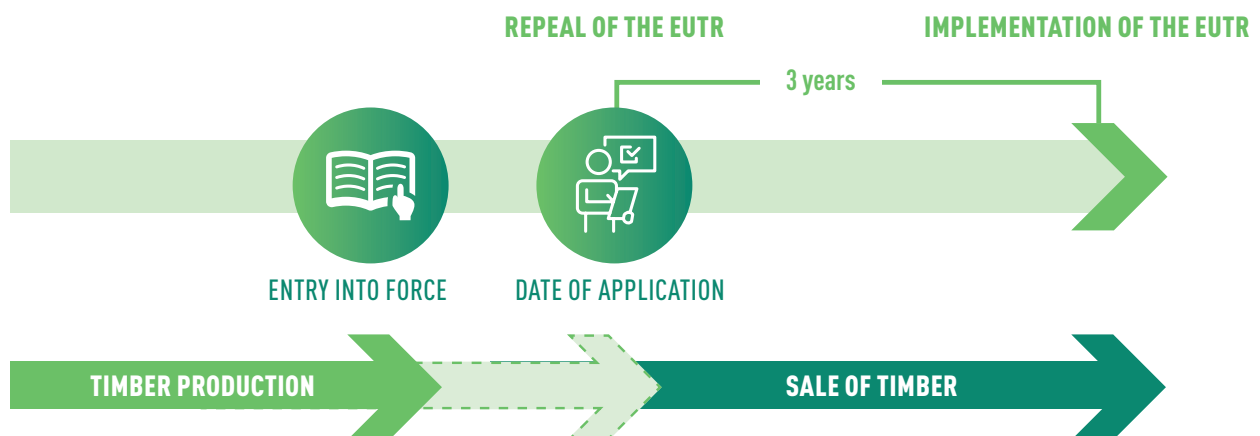 REPEAL OF THE EUTR
IMPLEMENTATION OF THE EUTR
3 years
ENTRY INTO FORCE
DATE OF APPLICATION
TIMBER PRODUCTION
SALE OF TIMBER